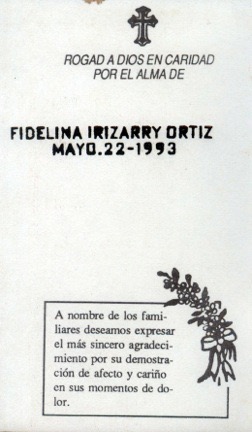 ROGAD A DIOS EN CARIDAD
POR EL ALMA DE
FIDELINA IRIZARRY ORTIZ
MAYO.22-1993
A nombre de los fami-
liares deseamos expresar
el más sincero agradeci-
miento por su demostra-
ción de afecto y cariño
en sus momentos de do-
lor.